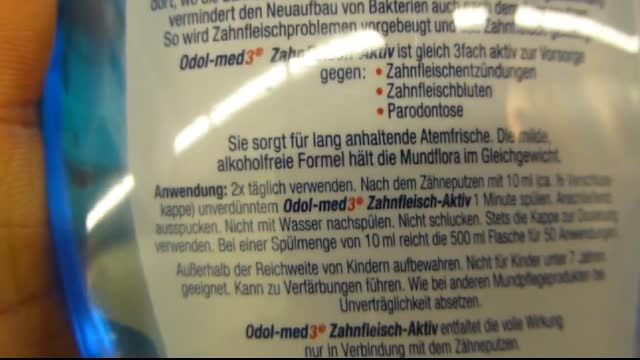 vermindert den Neuaufbau von Bakterien auch nach dem
So wird Zahnfleischproblemen vorgebeugt und
Odol-med3® Zahnfleisch-Aktiv ist gleich 3fach aktiv zur Vorsorge
gegen: • Zahnfleischentzündungen
• Zahnfleischbluten
• Parodontose
Sie sorgt für lang anhaltende Atemfrische. Die milde,
alkoholfreie Formel hält die Mundflora im Gleichgewicht.
Anwendung: 2x täglich verwenden. Nach dem Zähneputzen mit 10 ml (ca. Verschluss-
kappe) unverdünntem Odol-med3® Zahnfleisch-Aktiv 1 Minute spülen. Anschließend
ausspucken. Nicht mit Wasser nachspülen. Nicht schlucken. Stets die Kappe zur Dosierung
verwenden. Bei einer Spülmenge von 10 ml reicht die 500 ml Flasche für 50 Anwendungen.
Außerhalb der Reichweite von Kindern aufbewahren. Nicht für Kinder unter 7 Jahren
geeignet. Kann zu Verfärbungen führen. Wie bei anderen Mundpflegeprodukten bei
Unverträglichkeit absetzen.
Odol-med3® Zahnfleisch-Aktiv entfaltet die volle Wirkung
nur in Verbindung mit dem Zähneputzen.